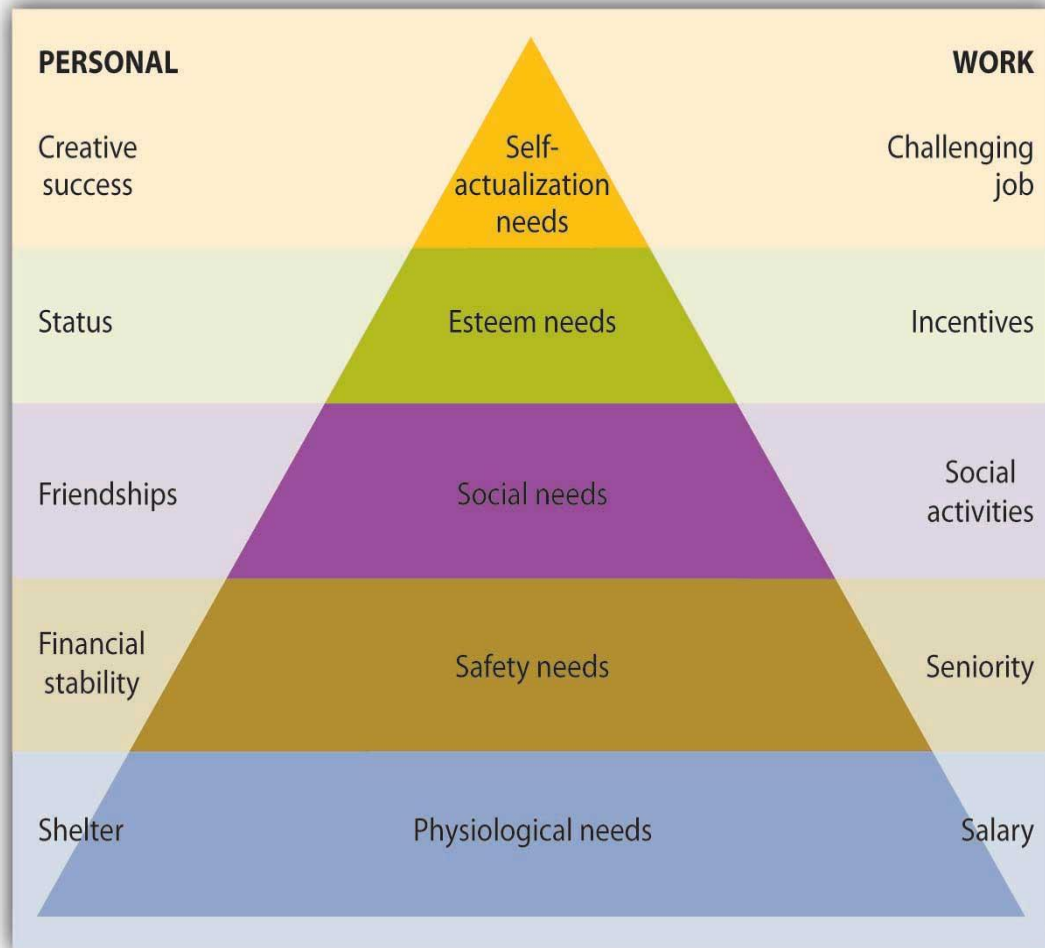 PERSONAL
WORK
Creative
success
Self-
actualization
needs
Challenging
job
Status
Esteem needs
Incentives
Friendships
Social needs
Social
activities
Financial
stability
Safety needs
Seniority
Shelter
Physiological needs
Salary